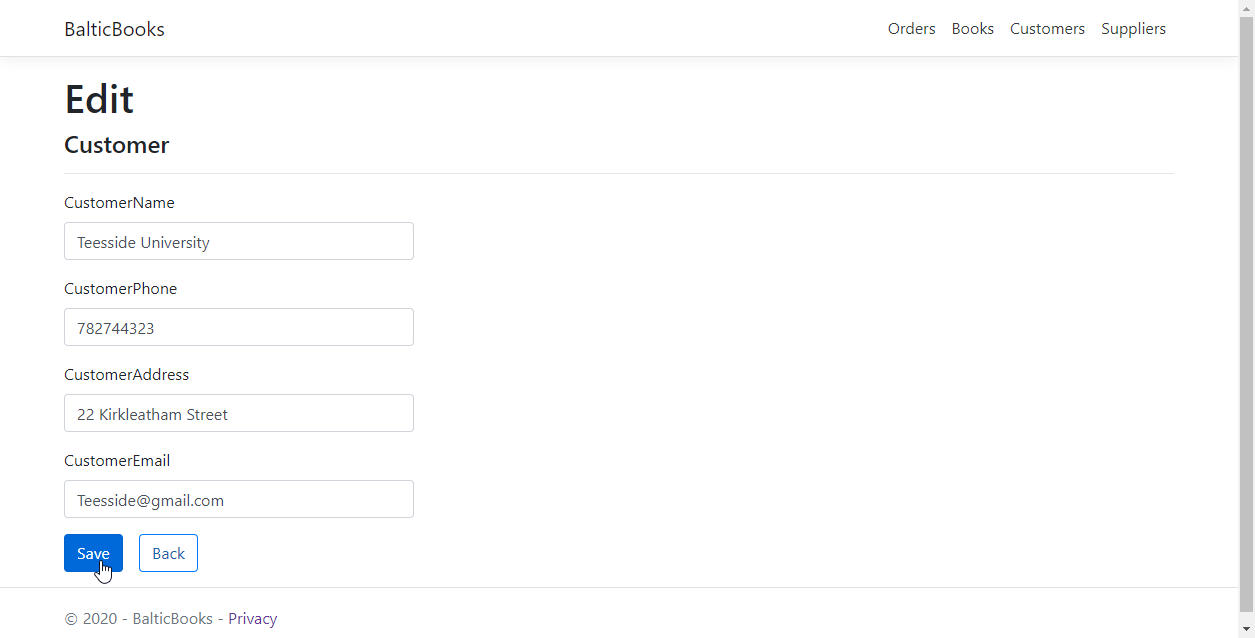 BalticBooks
Orders Books Customers Suppliers
Edit
Customer
CustomerName
Teesside University
CustomerPhone
782744323
CustomerAddress
22 Kirkleatham Street
CustomerEmail
Teesside@gmail.com
Save Back
© 2020 - BalticBooks - Privacy